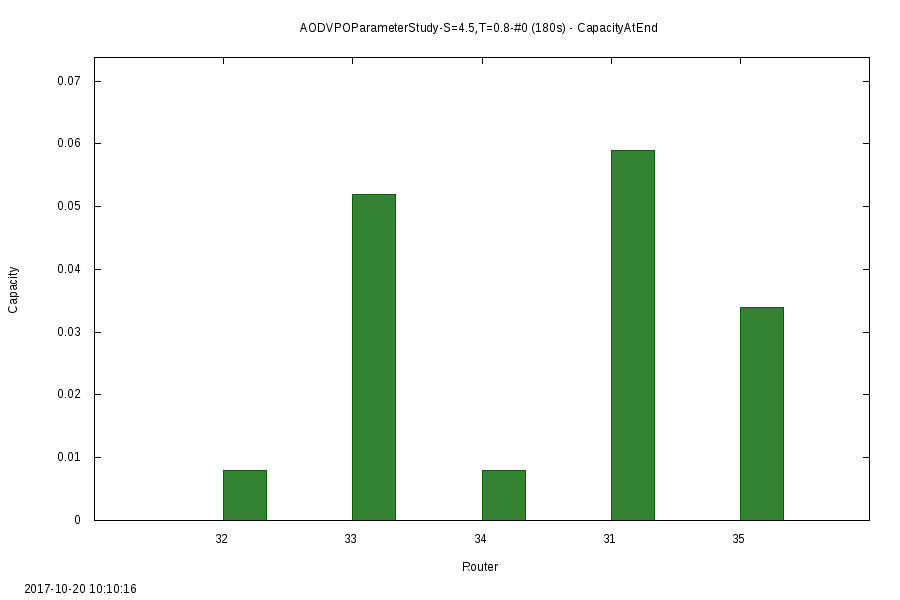 AODVPOParameterStudy-S=4.5,T=0.8-#0 (180s) - CapacityAtEnd
0.07
0.06
0.05
0.04
0.03
0.02
0.01
0
Capacity
32 33 34 31 35
Router
2017-10-20 10:10:16